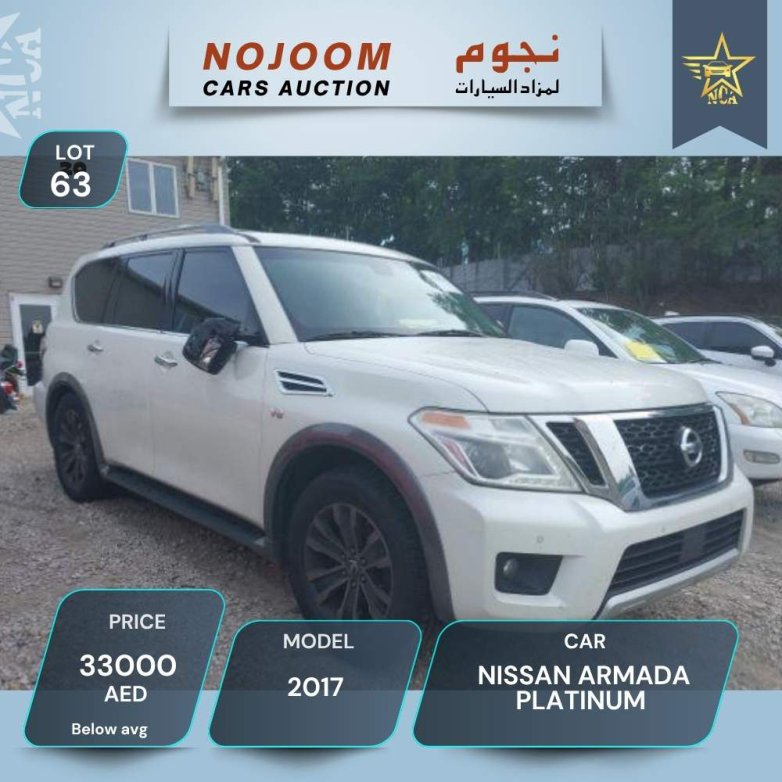 NOJOOM
CARS AUCTION
نجوم
لمزاد السيارات
NCA
NCA
LOT
63
PRICE
33000
AED
Below avg
MODEL
2017
CAR
NISSAN ARMADA
PLATINUM